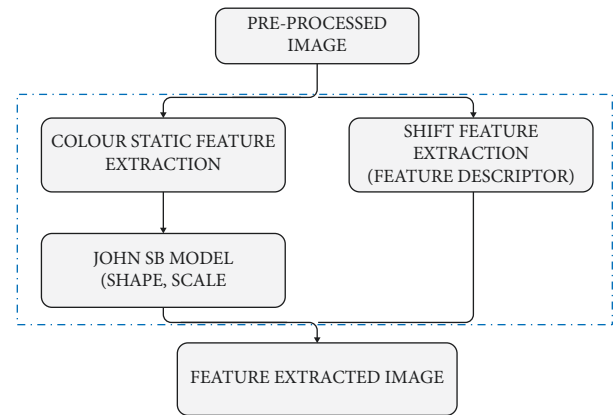 PRE-PROCESSED
IMAGE
COLOUR STATIC FEATURE
EXTRACTION
SHIFT FEATURE
EXTRACTION
(FEATURE DESCRIPTOR)
JOHN SB MODEL
(SHAPE, SCALE
FEATURE EXTRACTED IMAGE